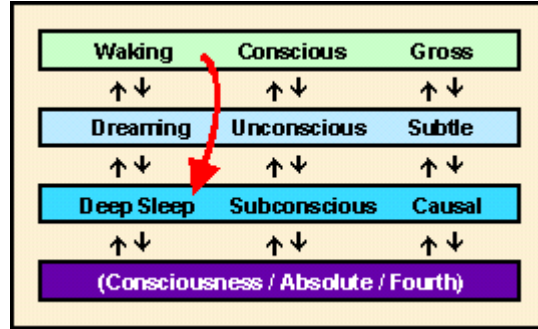 Waking Conscious Gross
Dreaming Unconscious Subtle
Deep Sleep Subconscious Causal
(Consciousness / Absolute / Fourth)